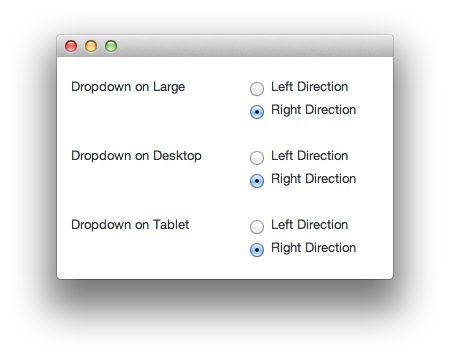 Dropdown on Large
Left Direction
Right Direction
Dropdown on Desktop
Left Direction
Right Direction
Dropdown on Tablet
Left Direction
Right Direction